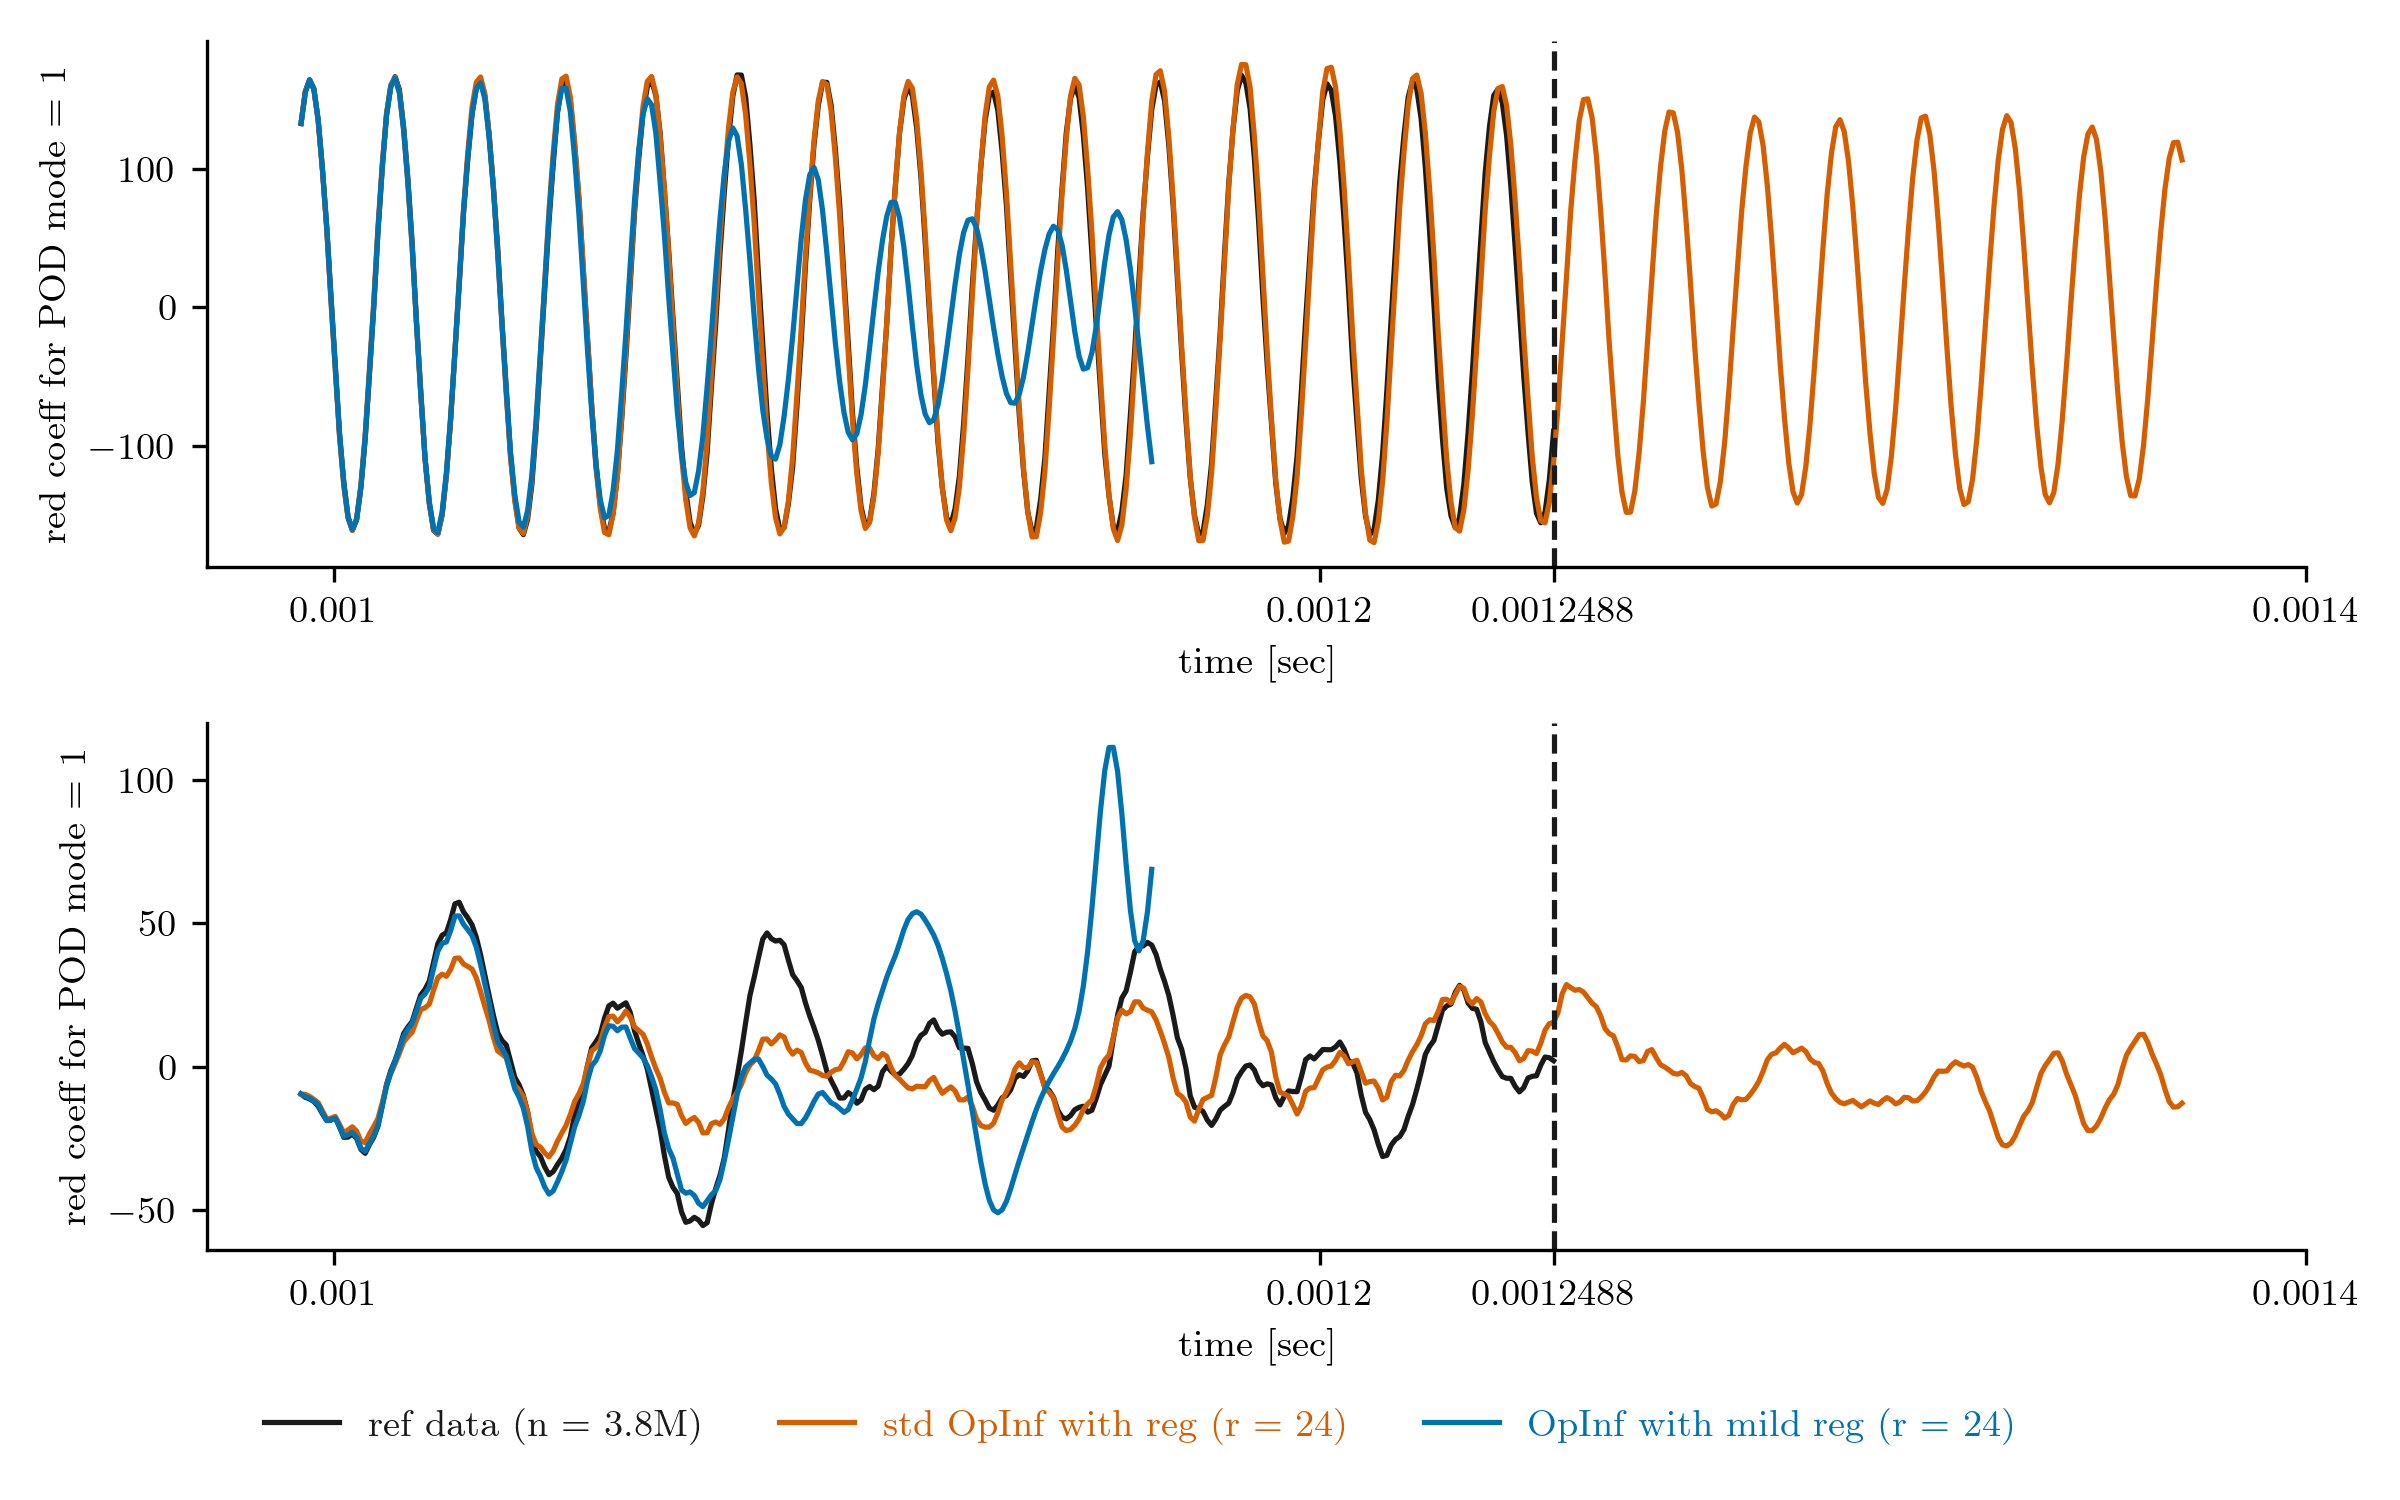 red coeff for POD mode = 1
100
0
−100
0.001
0.0012
0.0012488
0.0014
time [sec]
red coeff for POD mode = 1
100
50
0
−50
0.001
0.0012
0.0012488
0.0014
time [sec]
ref data (n = 3.8M)
std OpInf with reg (r = 24)
OpInf with mild reg (r = 24)